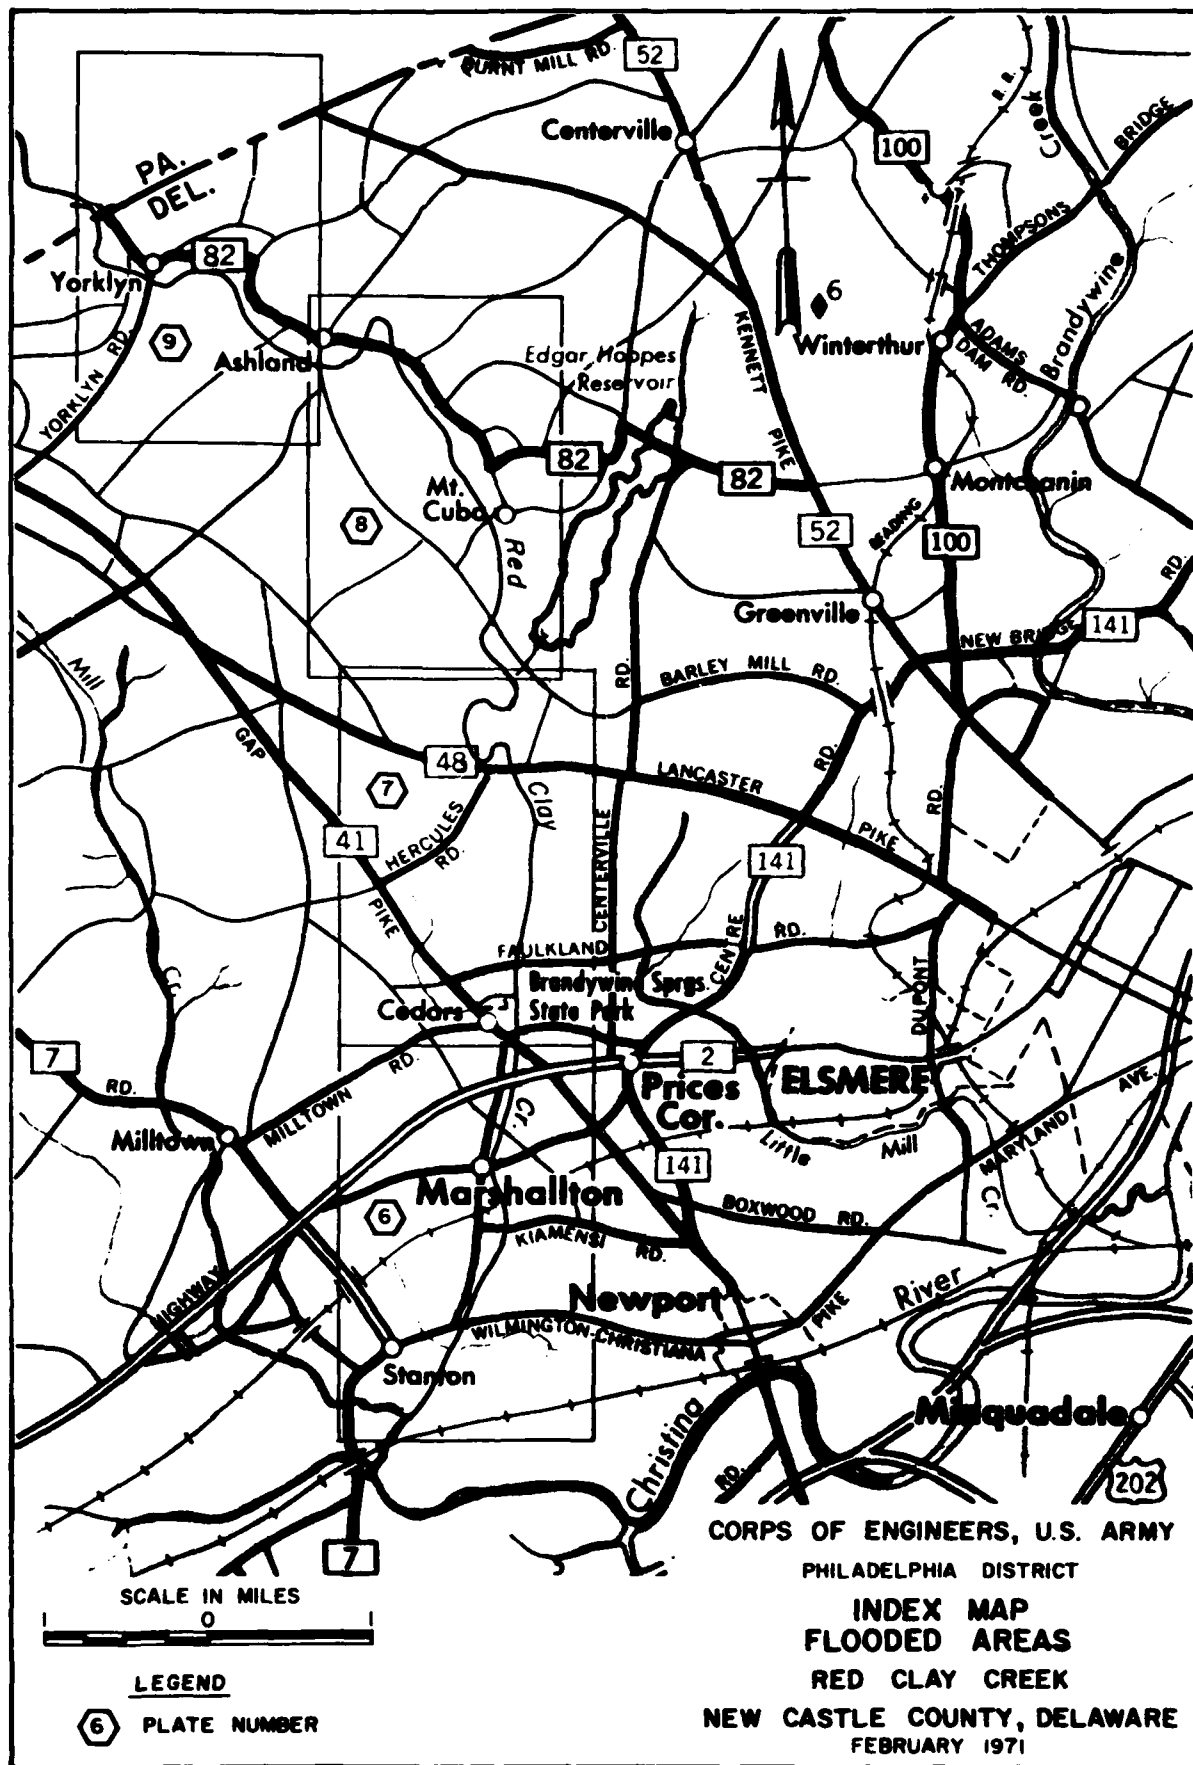 BURNT MILL RD.
52
Centerville
100
R. R.
Creek
BRIDGE
PA.
DEL.
THOMPSONS
Yorklyn
82
KENNETT
6
Brandywine
9
Ashland
Edgar Hoopes
Reservoir
Winterthur
ADAMS
DAM RD.
YORKLYN RD.
PIKE
82
82
Mt.
Cuba
8
Montchanin
52
READING
100
Red
Greenville
RD.
141
NEW BRIDGE
Mill
RD.
BARLEY MILL RD.
GAP
48
RD.
7
Clay
LANCASTER
RD.
41
HERCULES
RD.
CENTERVILLE
PIKE
141
PIKE
CENTRE
RD.
FAULKLAND
Cr.
Brandywine Sprgs.
State Park
DUPONT
Cedars
7
RD.
2
RD.
Prices
Cor.
ELSMERE
AVE.
MILLTOWN
Milltown
Cr.
Little
Mill
MARYLAND
141
Marshallton
Cr.
6
BOXWOOD RD.
KIAMENSI RD.
HIGHWAY
Newport
PIKE
River
WILMINGTON-CHRISTIANA
Stanton
Christina
Minquadale
RD.
202
7
CORPS OF ENGINEERS, U.S. ARMY
PHILADELPHIA DISTRICT
INDEX MAP
FLOODED AREAS
RED CLAY CREEK
NEW CASTLE COUNTY, DELAWARE
FEBRUARY 1971
SCALE IN MILES
1 0 1
LEGEND
6 PLATE NUMBER